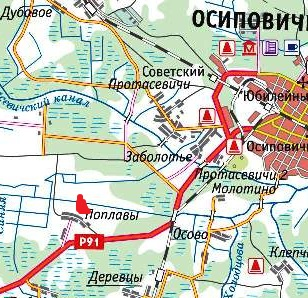 Дубовое
ОСИПОВИЧ
Советский
Протасевичи
Юбилейны
канал
Осипович
Заболотье
Протасевичи 2
Молотино
Поплавы
Р91
Осово
Клепч
Деревцы